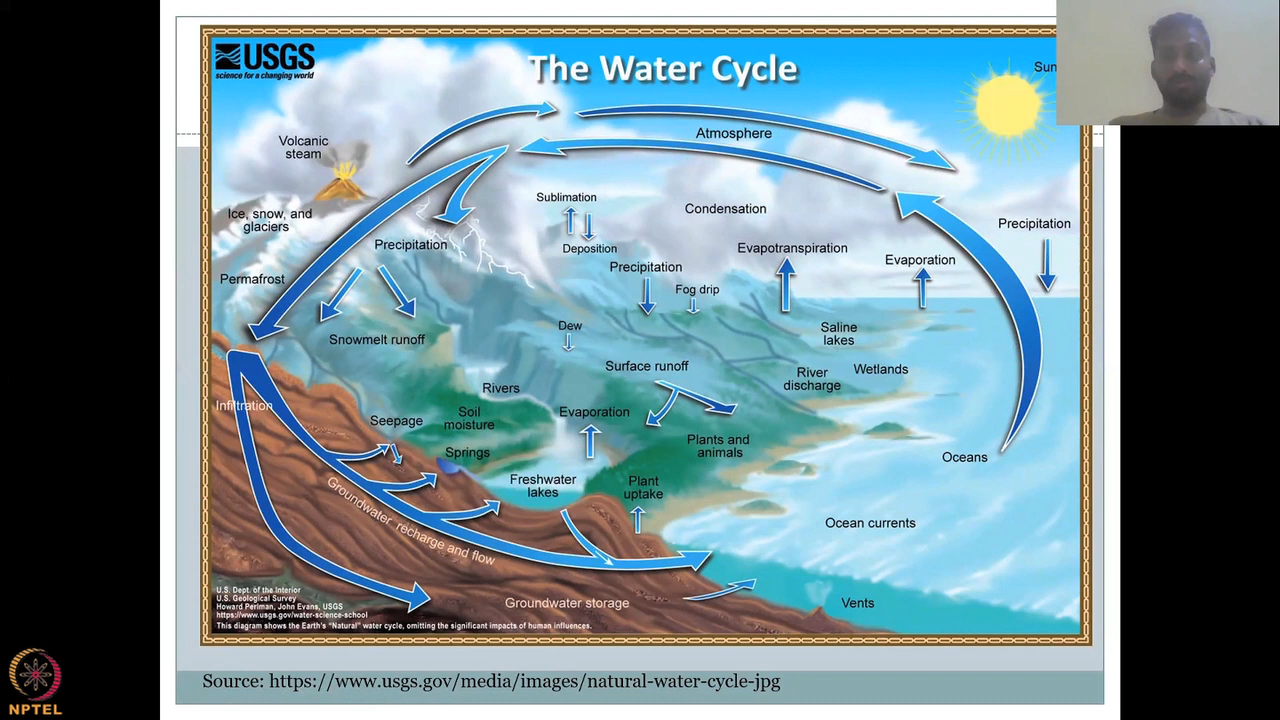 USGS
science for a changing world
The Water Cycle
Sun
Atmosphere
Volcanic
steam
Sublimation
Condensation
Ice, snow, and
glaciers
Precipitation
Precipitation
Deposition
Evapotranspiration
Evaporation
Precipitation
Permafrost
Fog drip
Dew
Snowmelt runoff
Saline
lakes
Surface runoff
River
discharge
Wetlands
Rivers
Infiltration
Seepage
Soil
moisture
Evaporation
Plants and
animals
Springs
Oceans
Freshwater
lakes
Plant
uptake
Groundwater recharge and flow
Ocean currents
Groundwater storage
Vents
U.S. Dept. of the Interior
U.S. Geological Survey
Howard Perlman, John Evans, USGS
https://www.usgs.gov/water-science-school
This diagram shows the Earth's "Natural" water cycle, omitting the significant impacts of human influences.
Source: https://www.usgs.gov/media/images/natural-water-cycle-jpg
NPTEL